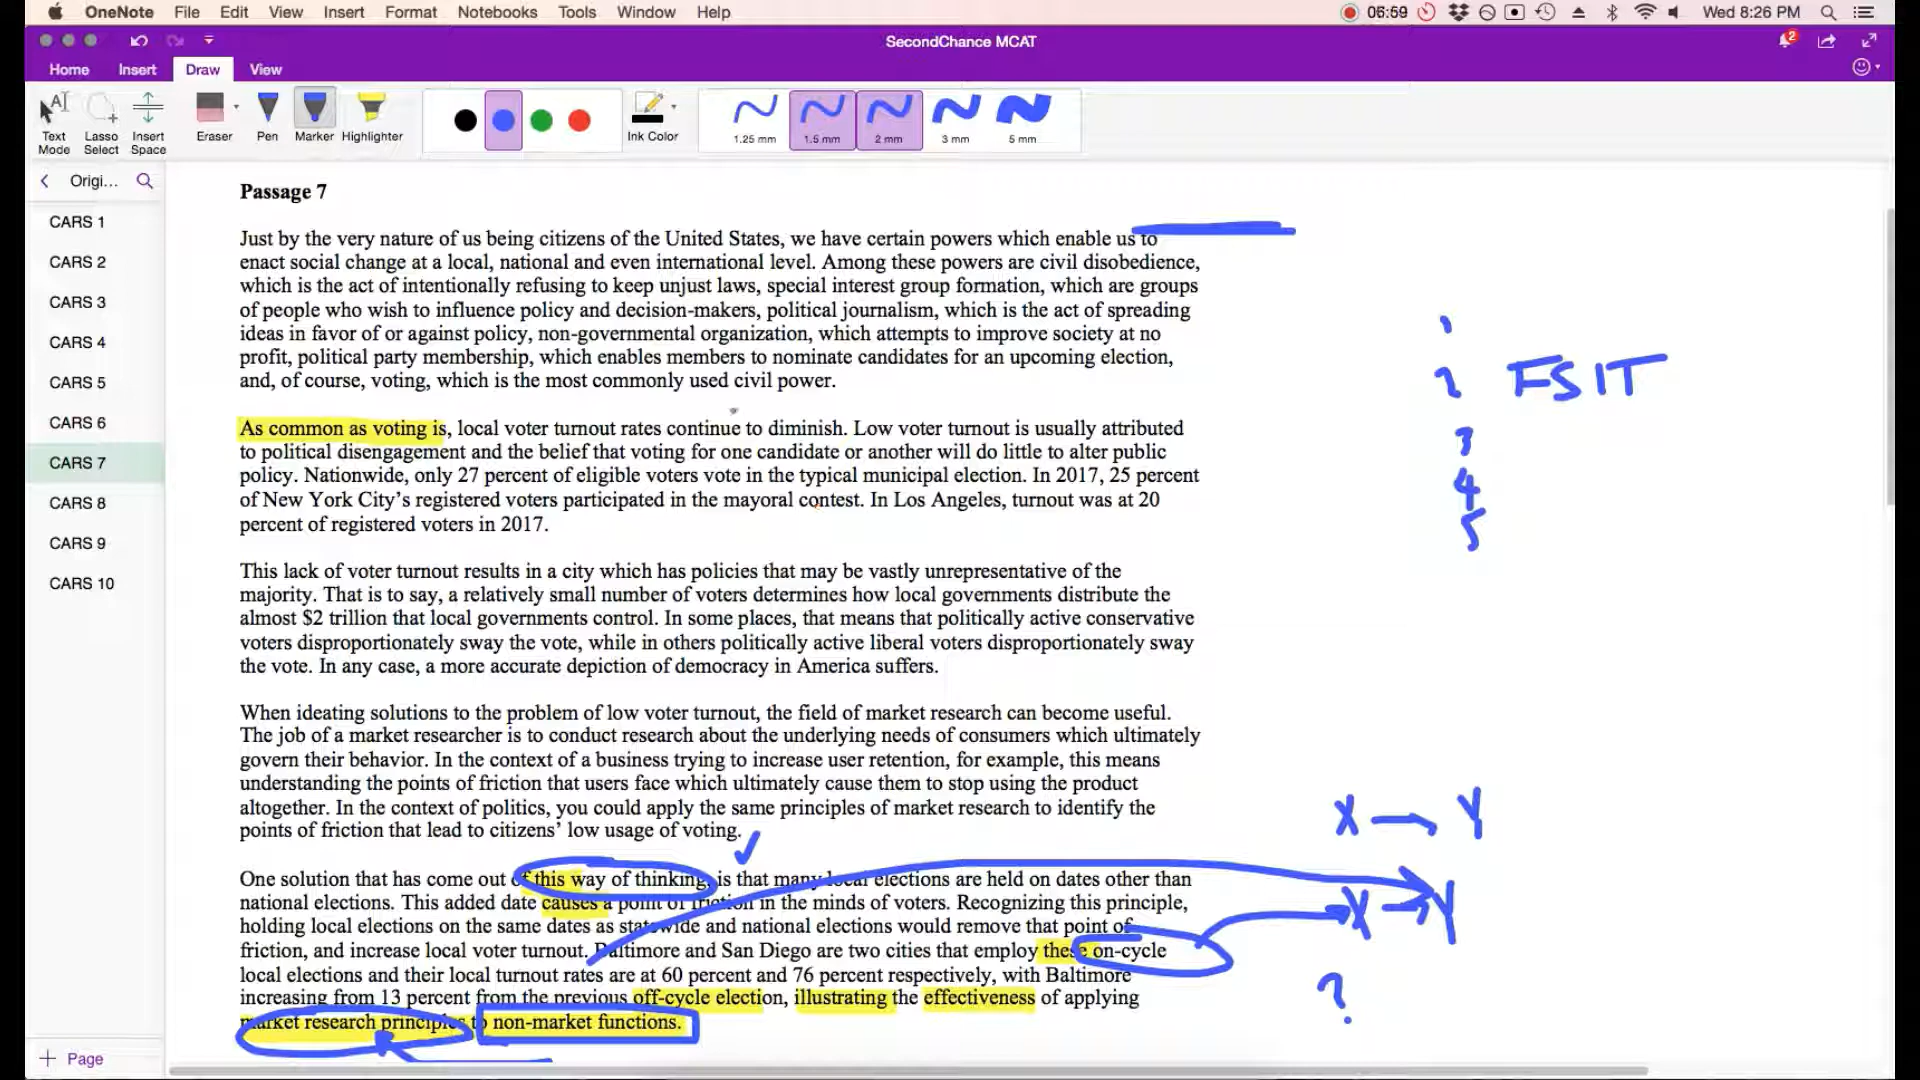 OneNote File Edit View Insert Format Notebooks Tools Window Help 06:59 Wed 8:26 PM
SecondChance MCAT 2
Home Insert Draw View
Text Mode Lasso Select Insert Space Eraser Pen Marker Highlighter Ink Color 1.25 mm 1.5 mm 2 mm 3 mm 5 mm
Origi...
CARS 1
CARS 2
CARS 3
CARS 4
CARS 5
CARS 6
CARS 7
CARS 8
CARS 9
CARS 10
+ Page
Passage 7
Just by the very nature of us being citizens of the United States, we have certain powers which enable us to
enact social change at a local, national and even international level. Among these powers are civil disobedience,
which is the act of intentionally refusing to keep unjust laws, special interest group formation, which are groups
of people who wish to influence policy and decision-makers, political journalism, which is the act of spreading
ideas in favor of or against policy, non-governmental organization, which attempts to improve society at no
profit, political party membership, which enables members to nominate candidates for an upcoming election,
and, of course, voting, which is the most commonly used civil power.
As common as voting is, local voter turnout rates continue to diminish. Low voter turnout is usually attributed
to political disengagement and the belief that voting for one candidate or another will do little to alter public
policy. Nationwide, only 27 percent of eligible voters vote in the typical municipal election. In 2017, 25 percent
of New York City's registered voters participated in the mayoral contest. In Los Angeles, turnout was at 20
percent of registered voters in 2017.
This lack of voter turnout results in a city which has policies that may be vastly unrepresentative of the
majority. That is to say, a relatively small number of voters determines how local governments distribute the
almost $2 trillion that local governments control. In some places, that means that politically active conservative
voters disproportionately sway the vote, while in others politically active liberal voters disproportionately sway
the vote. In any case, a more accurate depiction of democracy in America suffers.
When ideating solutions to the problem of low voter turnout, the field of market research can become useful.
The job of a market researcher is to conduct research about the underlying needs of consumers which ultimately
govern their behavior. In the context of a business trying to increase user retention, for example, this means
understanding the points of friction that users face which ultimately cause them to stop using the product
altogether. In the context of politics, you could apply the same principles of market research to identify the
points of friction that lead to citizens' low usage of voting.
One solution that has come out of this way of thinking, is that many local elections are held on dates other than
national elections. This added date causes a point of friction in the minds of voters. Recognizing this principle,
holding local elections on the same dates as statewide and national elections would remove that point of
friction, and increase local voter turnout. Baltimore and San Diego are two cities that employ these on-cycle
local elections and their local turnout rates are at 60 percent and 76 percent respectively, with Baltimore
increasing from 13 percent from the previous off-cycle election, illustrating the effectiveness of applying
market research principles to non-market functions.
1
2 FSIT
3
4
5
X → Y
X → Y
?